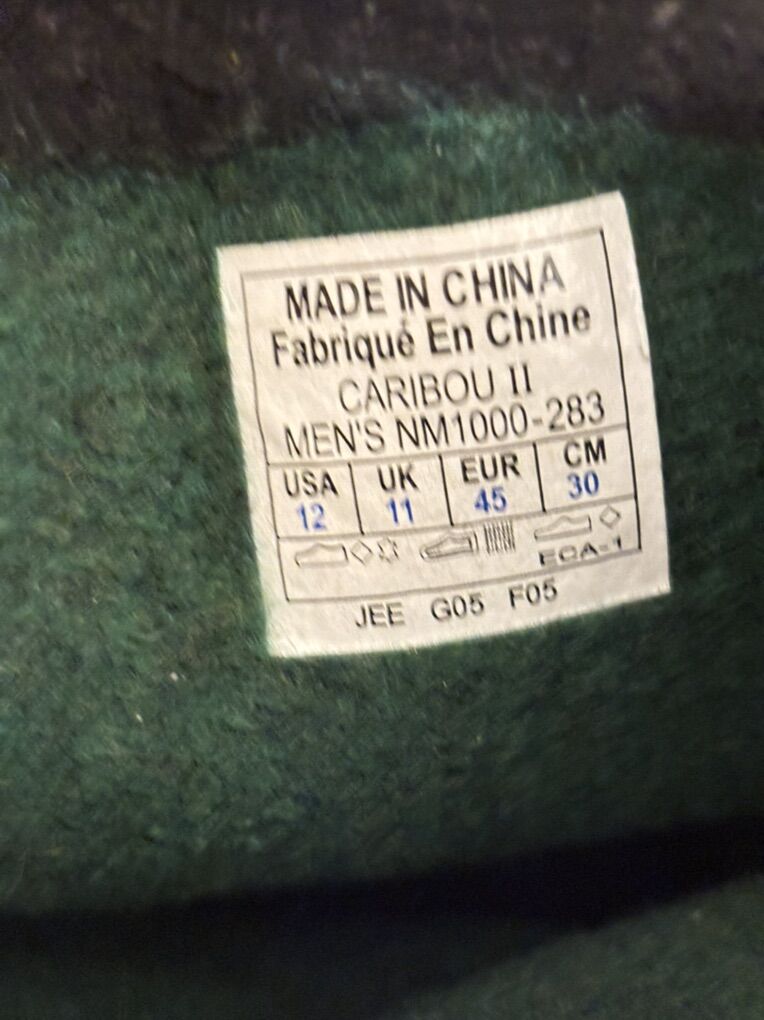 MADE IN CHINA
Fabriqué En Chine
CARIBOU II
MEN'S NM1000-283
USA UK EUR CM
12 11 45 30
FCA-1
JEE G05 F05